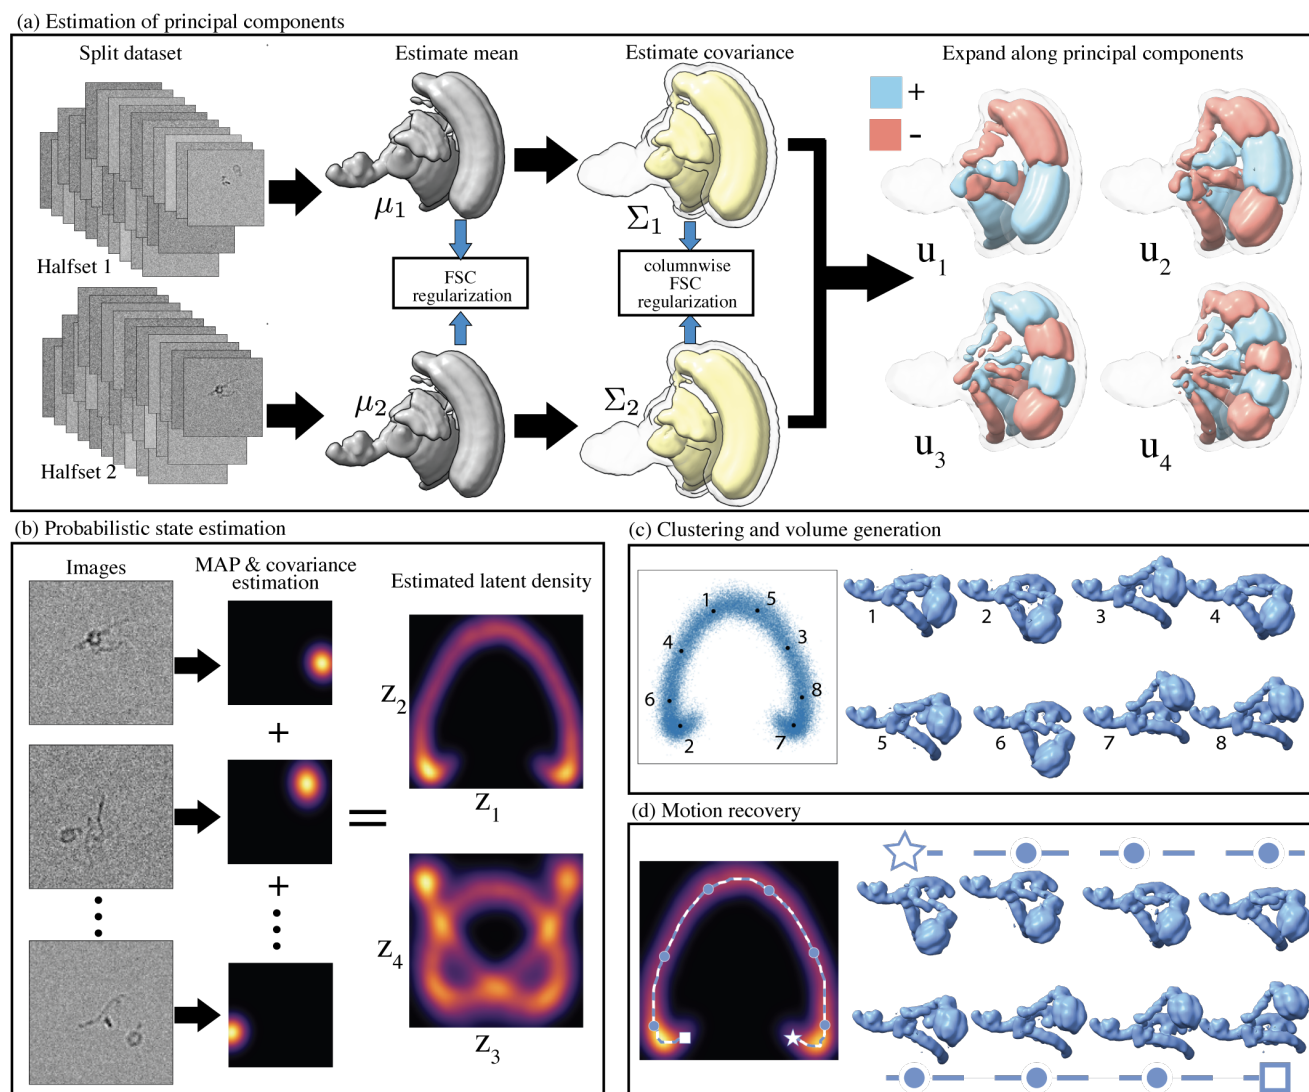 (a) Estimation of principal components
Split dataset
Estimate mean
Estimate covariance
Expand along principal components
+
-
μ1
Σ1
u1
u2
Halfset 1
FSC
regularization
columnwise
FSC
regularization
μ2
Σ2
u3
u4
Halfset 2
(b) Probabilistic state estimation
Images
MAP & covariance
estimation
Estimated latent density
+
=
+
z2
z1
z4
z3
(c) Clustering and volume generation
1
5
4
3
6
8
2
7
1
2
3
4
5
6
7
8
(d) Motion recovery